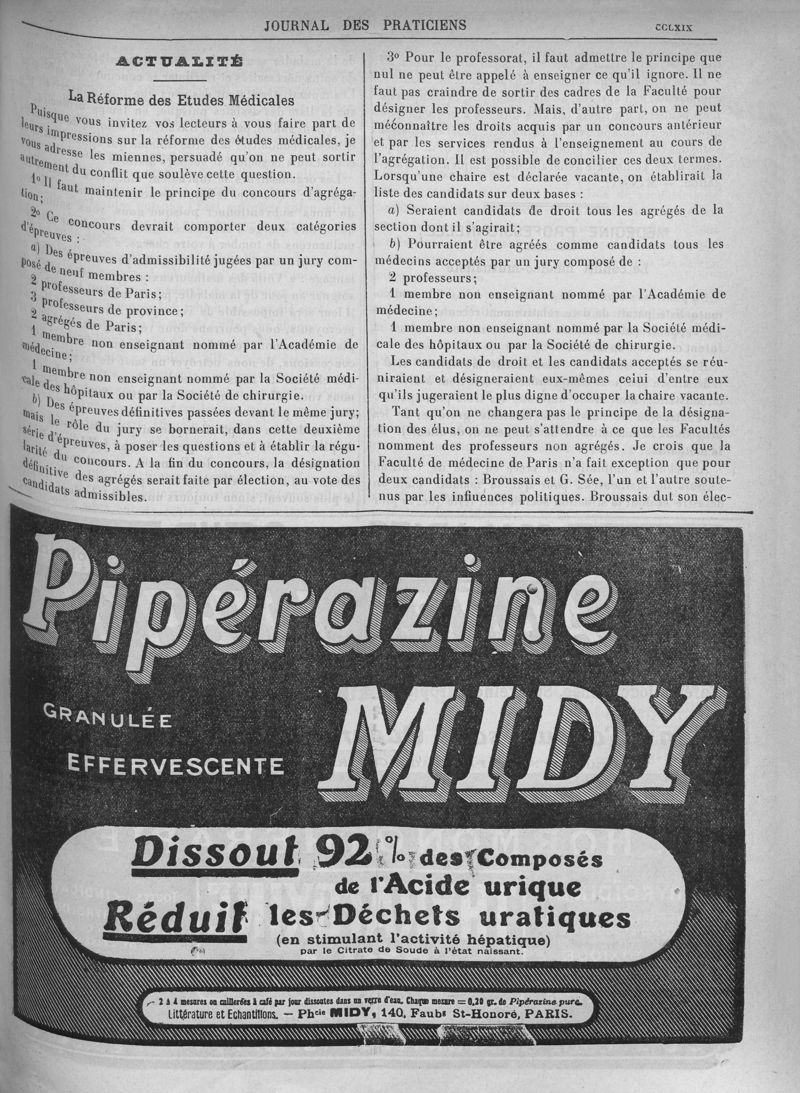 JOURNAL DES PRATICIENS
CCLXIX
ACTUALITÉ
La Réforme des Etudes Médicales
Puisque vous invitez vos lecteurs à vous faire part de
leurs impressions sur la réforme des études médicales, je
vous adresse les miennes, persuadé qu'on ne peut sortir
autrement du conflit que soulève cette question.
1o Il faut maintenir le principe du concours d'agréga-
tion;
2o Ce concours devrait comporter deux catégories
d'épreuves :
a) Des épreuves d'admissibilité jugées par un jury com-
posé de neuf membres :
2 professeurs de Paris;
3 professeurs de province;
2 agrégés de Paris;
1 membre non enseignant nommé par l'Académie de
médecine;
1 membre non enseignant nommé par la Société médi-
cale des hôpitaux ou par la Société de chirurgie.
b) Des épreuves définitives passées devant le même jury;
mais le rôle du jury se bornerait, dans cette deuxième
série d'épreuves, à poser les questions et à établir la régu-
larité du concours. A la fin du concours, la désignation
définitive des agrégés serait faite par élection, au vote des
candidats admissibles.
3o Pour le professorat, il faut admettre le principe que
nul ne peut être appelé à enseigner ce qu'il ignore. Il ne
faut pas craindre de sortir des cadres de la Faculté pour
désigner les professeurs. Mais, d'autre part, on ne peut
méconnaître les droits acquis par un concours antérieur
et par les services rendus à l'enseignement au cours de
l'agrégation. Il est possible de concilier ces deux termes.
Lorsqu'une chaire est déclarée vacante, on établirait la
liste des candidats sur deux bases :
a) Seraient candidats de droit tous les agrégés de la
section dont il s'agirait;
b) Pourraient être agréés comme candidats tous les
médecins acceptés par un jury composé de :
2 professeurs;
1 membre non enseignant nommé par l'Académie de
médecine;
1 membre non enseignant nommé par la Société médi-
cale des hôpitaux ou par la Société de chirurgie.
Les candidats de droit et les candidats acceptés se réu-
niraient et désigneraient eux-mêmes celui d'entre eux
qu'ils jugeraient le plus digne d'occuper la chaire vacante.
Tant qu'on ne changera pas le principe de la désigna-
tion des élus, on ne peut s'attendre à ce que les Facultés
nomment des professeurs non agrégés. Je crois que la
Faculté de médecine de Paris n'a fait exception que pour
deux candidats : Broussais et G. Sée, l'un et l'autre soute-
nus par les influences politiques. Broussais dut son élec-
Pipérazine
MIDY
GRANULÉE
EFFERVESCENTE
Dissout 92 % des Composés
de l'Acide urique
Réduit les Déchets uratiques
(en stimulant l'activité hépatique)
par le Citrate de Soude à l'état naissant.
2 à 4 mesures ou cuillerées à café par jour dissoutes dans un verre d'eau. Chaque mesure = 0,20 gr. de Pipérazine pure.
Littérature et Echantillons. — Phcie MIDY, 140, Faubg St-Honoré, PARIS.